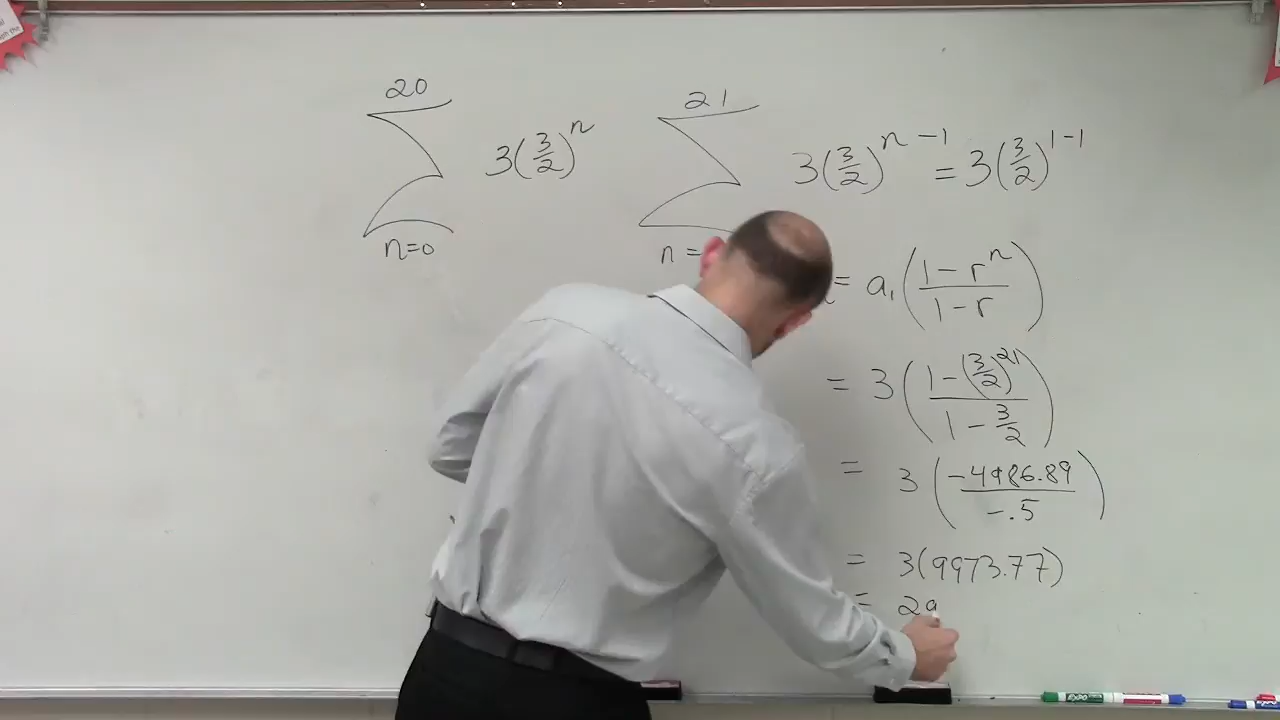 20 21
3(3/2)^n 3(3/2)^{n-1} = 3(3/2)^{1-1}
n=0 n=
= a₁((1-r^n)/(1-r))
= 3((1-(3/2)^21)/(1-3/2))
= 3(-4986.89/-.5)
= 3(9973.77)
= 29
EXPO